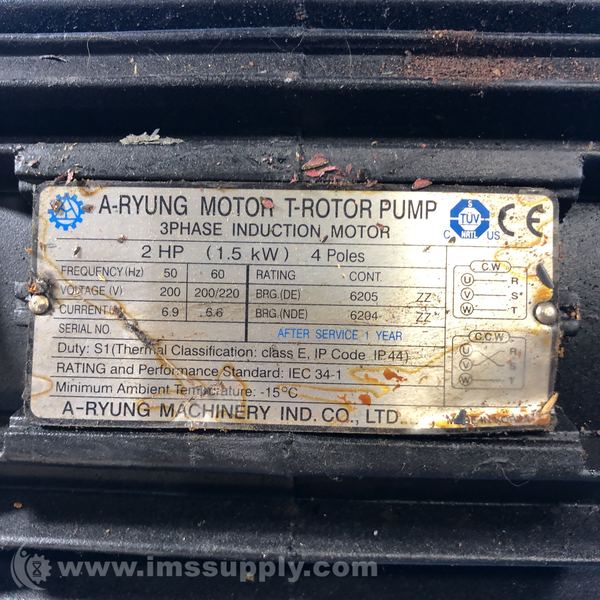 A-RYUNG MOTOR T-ROTOR PUMP
3PHASE INDUCTION MOTOR
S
TÜV
C NRTL US
CE
2 HP (1.5 kW) 4 Poles
FREQUENCY(Hz) 50 60 RATING CONT.
VOLTAGE (V) 200 200/220 BRG.(DE) 6205 ZZ
CURRENT 6.9 6.6 BRG.(NDE) 6204 ZZ
SERIAL NO. AFTER SERVICE 1 YEAR
C.W
U R
V S
W T
C.C.W
U R
V S
W T
Duty: S1(Thermal Classification: class E, IP Code IP44)
RATING and Performance Standard: IEC 34-1
Minimum Ambient Temperature: -15°C
A-RYUNG MACHINERY IND. CO., LTD
www.imssupply.com